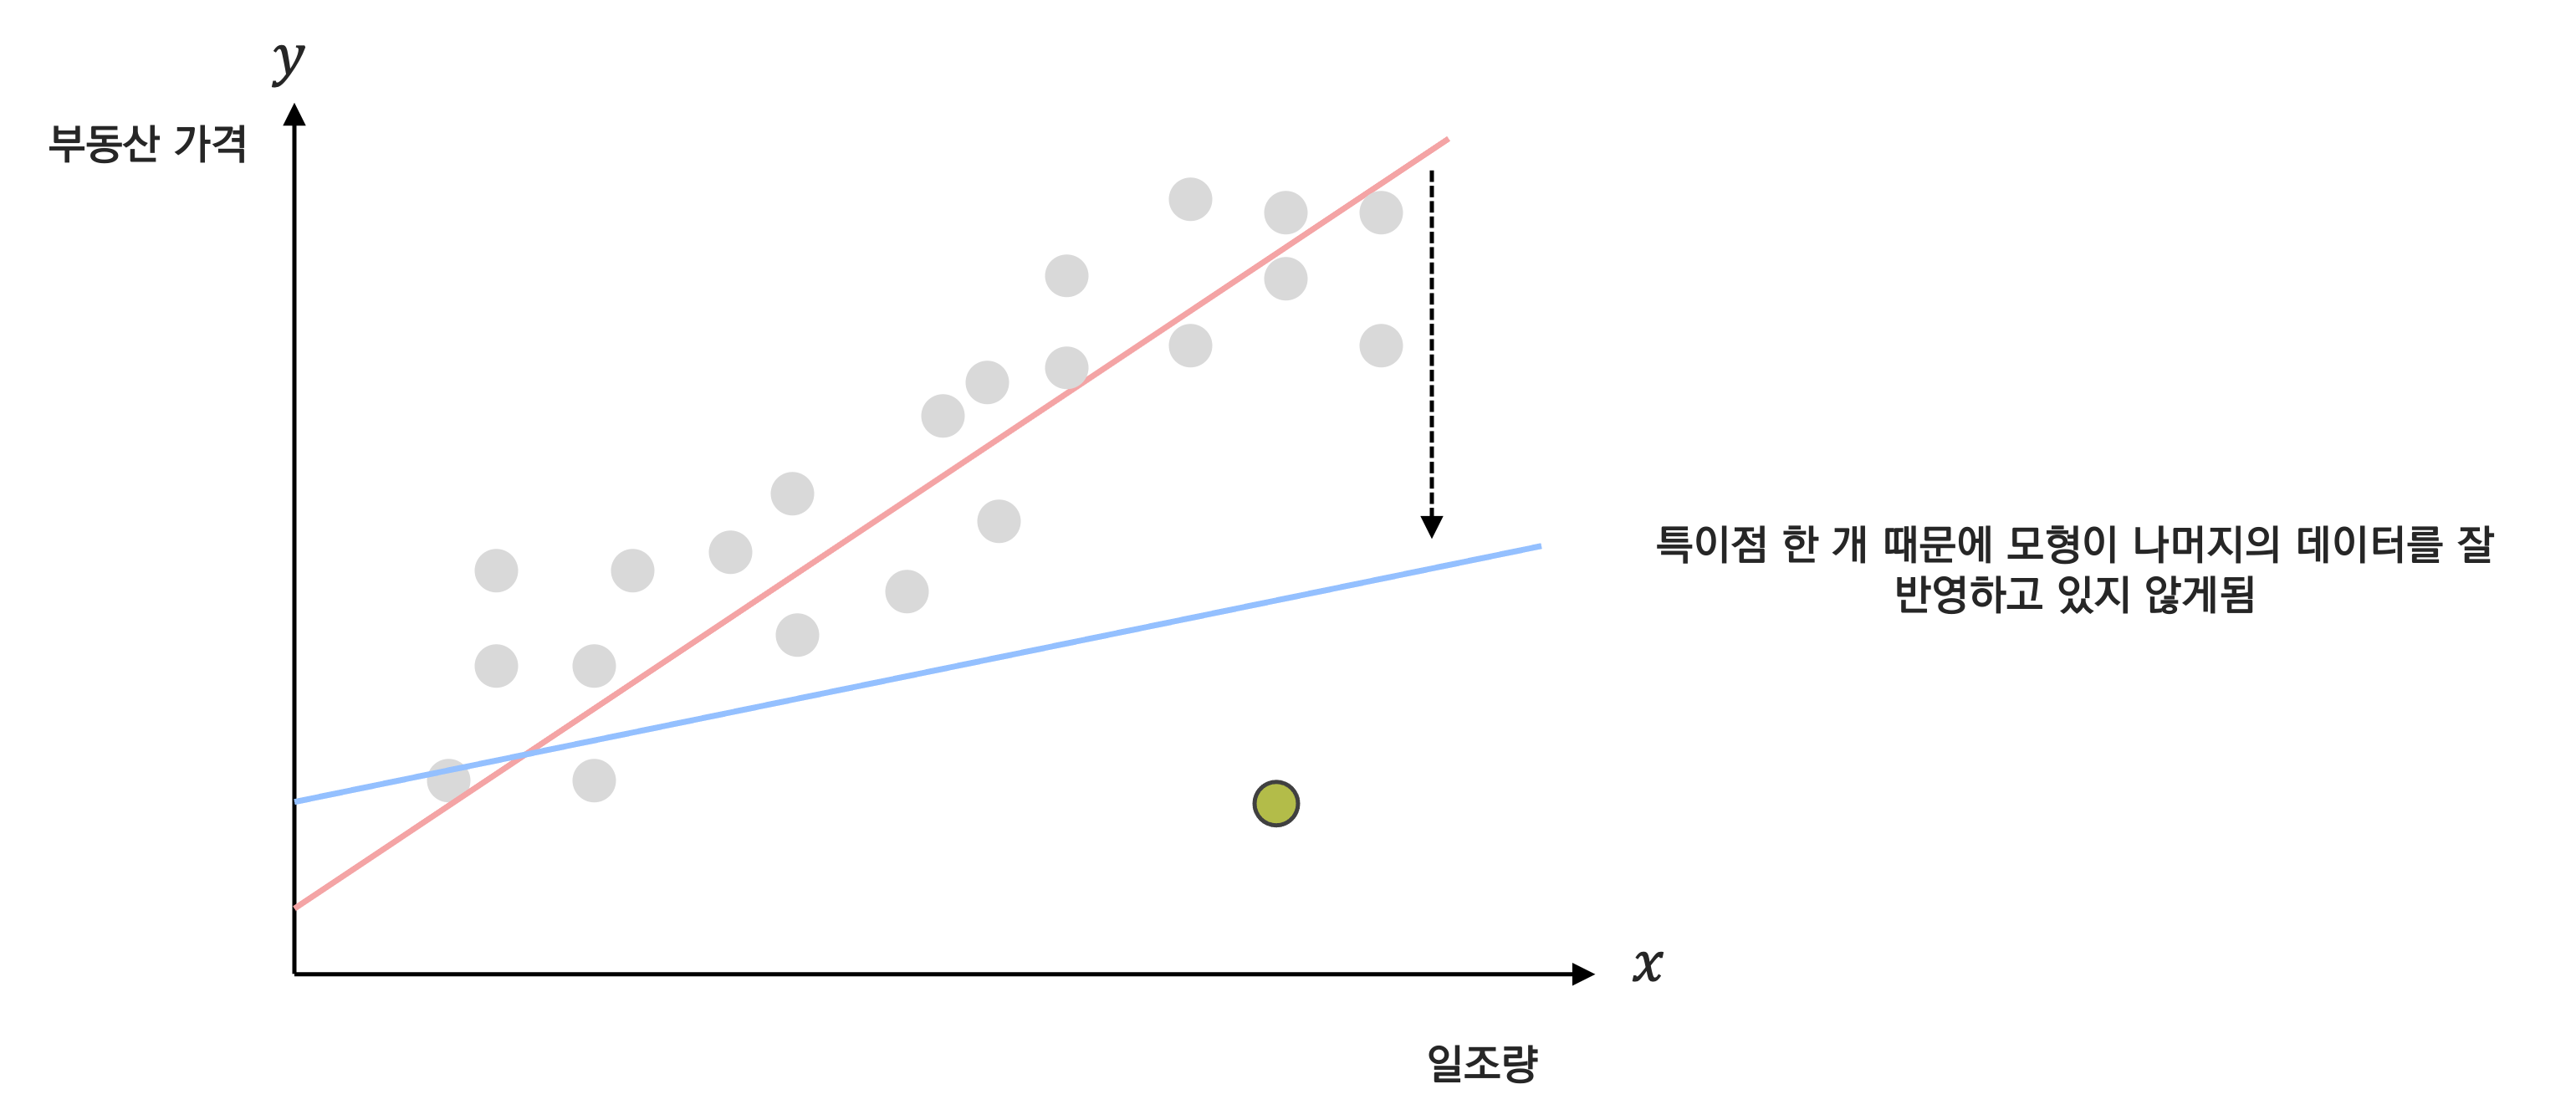 y
부동산 가격
특이점 한 개 때문에 모형이 나머지의 데이터를 잘
반영하고 있지 않게됨
x
일조량